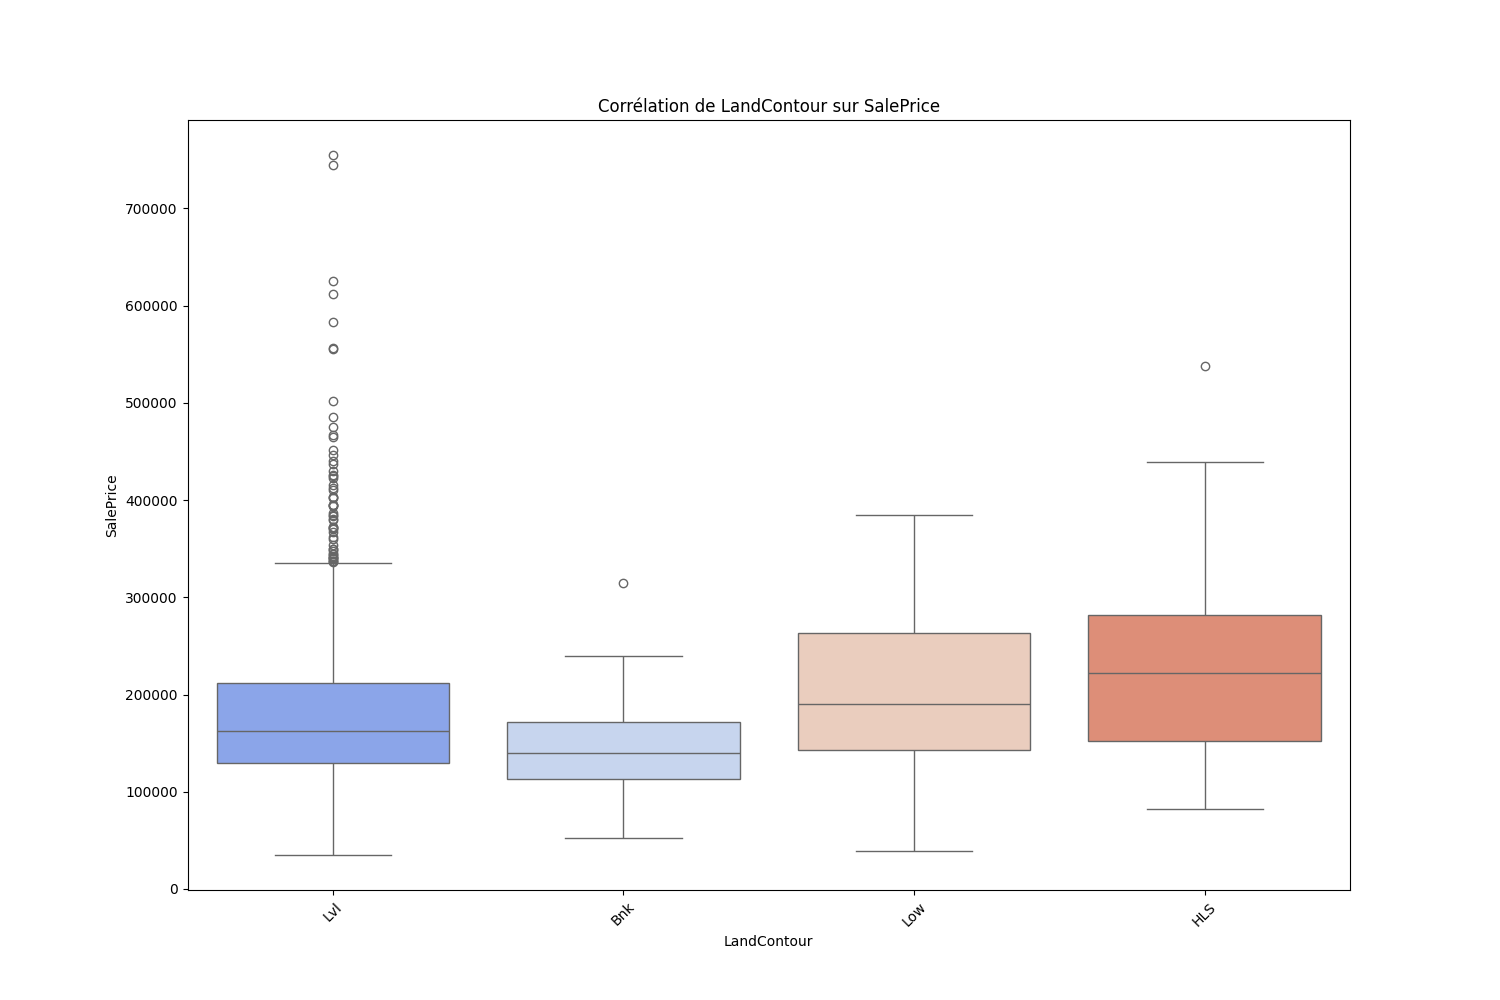 Corrélation de LandContour sur SalePrice
700000
600000
500000
400000
300000
200000
100000
0
SalePrice
Lvl
Bnk
Low
HLS
LandContour